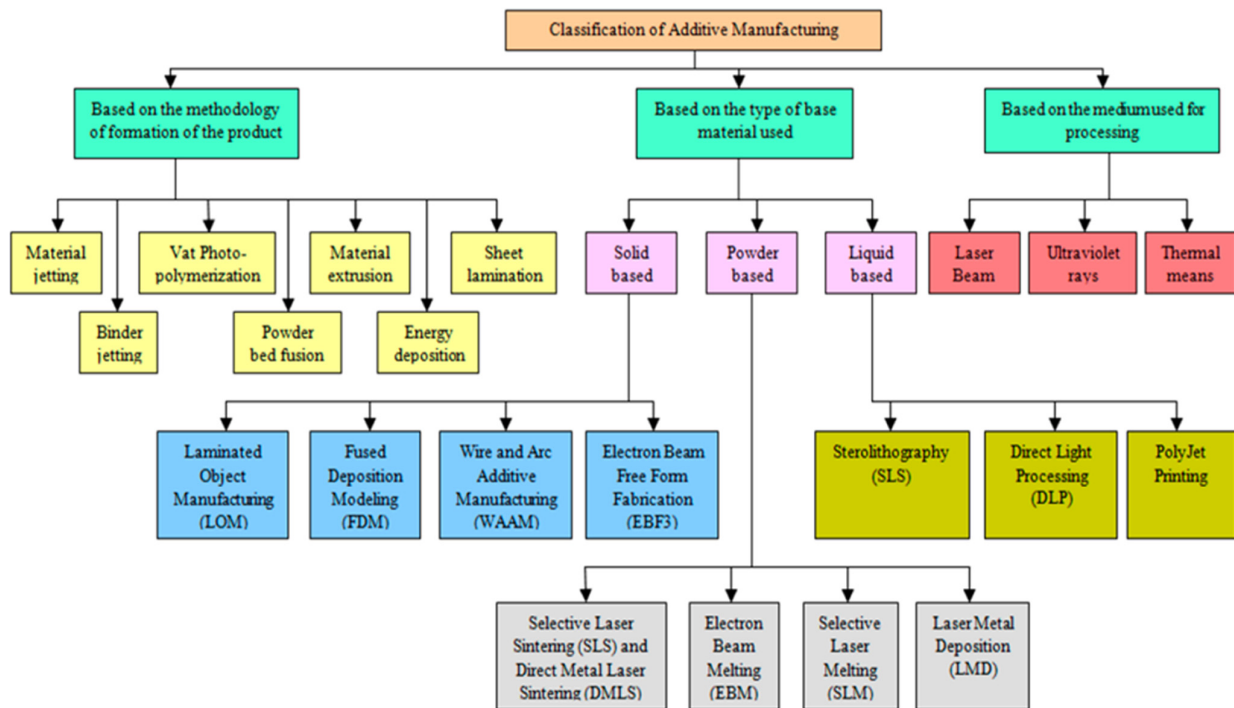 Classification of Additive Manufacturing
Based on the methodology
of formation of the product
Based on the type of base
material used
Based on the mediumused for
processing
Material
jetting
Vat Photo-
polymerization
Material
extrusion
Sheet
lamination
Solid
based
Powder
based
Liquid
based
Laser
Beam
Ultraviolet
rays
Thermal
means
Binder
jetting
Powder
bed fusion
Energy
deposition
Laminated
Object
Manufacturing
(LOM)
Fused
Deposition
Modeling
(FDM)
Wire and Arc
Additive
Manufacturing
(WAAM)
Electron Beam
Free Form
Fabrication
(EBF3)
Sterolithography
(SLS)
Direct Light
Processing
(DLP)
PolyJet
Printing
Selective Laser
Sintering (SLS) and
Direct Metal Laser
Sintering (DMLS)
Electron
Beam
Melting
(EBM)
Selective
Laser
Melting
(SLM)
Laser Metal
Deposition
(LMD)